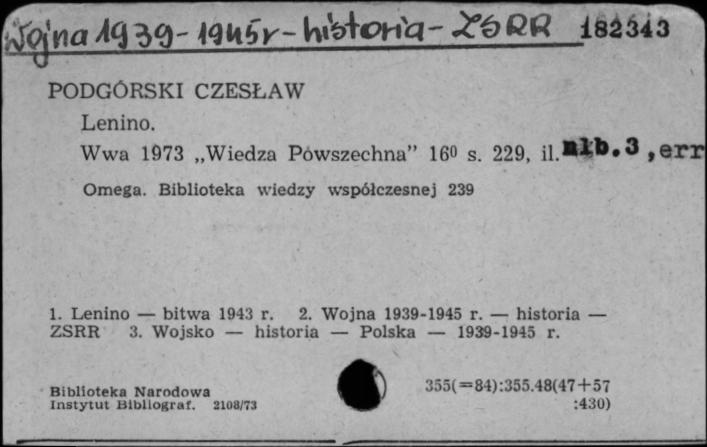 Wojna 1939-1945r-historia-ZSRR 182343
PODGÓRSKI CZESŁAW
Lenino.
Wwa 1973 „Wiedza Powszechna” 16⁰ s. 229, il. nlb.3,err
Omega. Biblioteka wiedzy współczesnej 239
1. Lenino — bitwa 1943 r. 2. Wojna 1939-1945 r. — historia —
ZSRR 3. Wojsko — historia — Polska — 1939-1945 r.
Biblioteka Narodowa 355(=84):355.48(47+57
Instytut Bibliograf. 2108/73 :430)